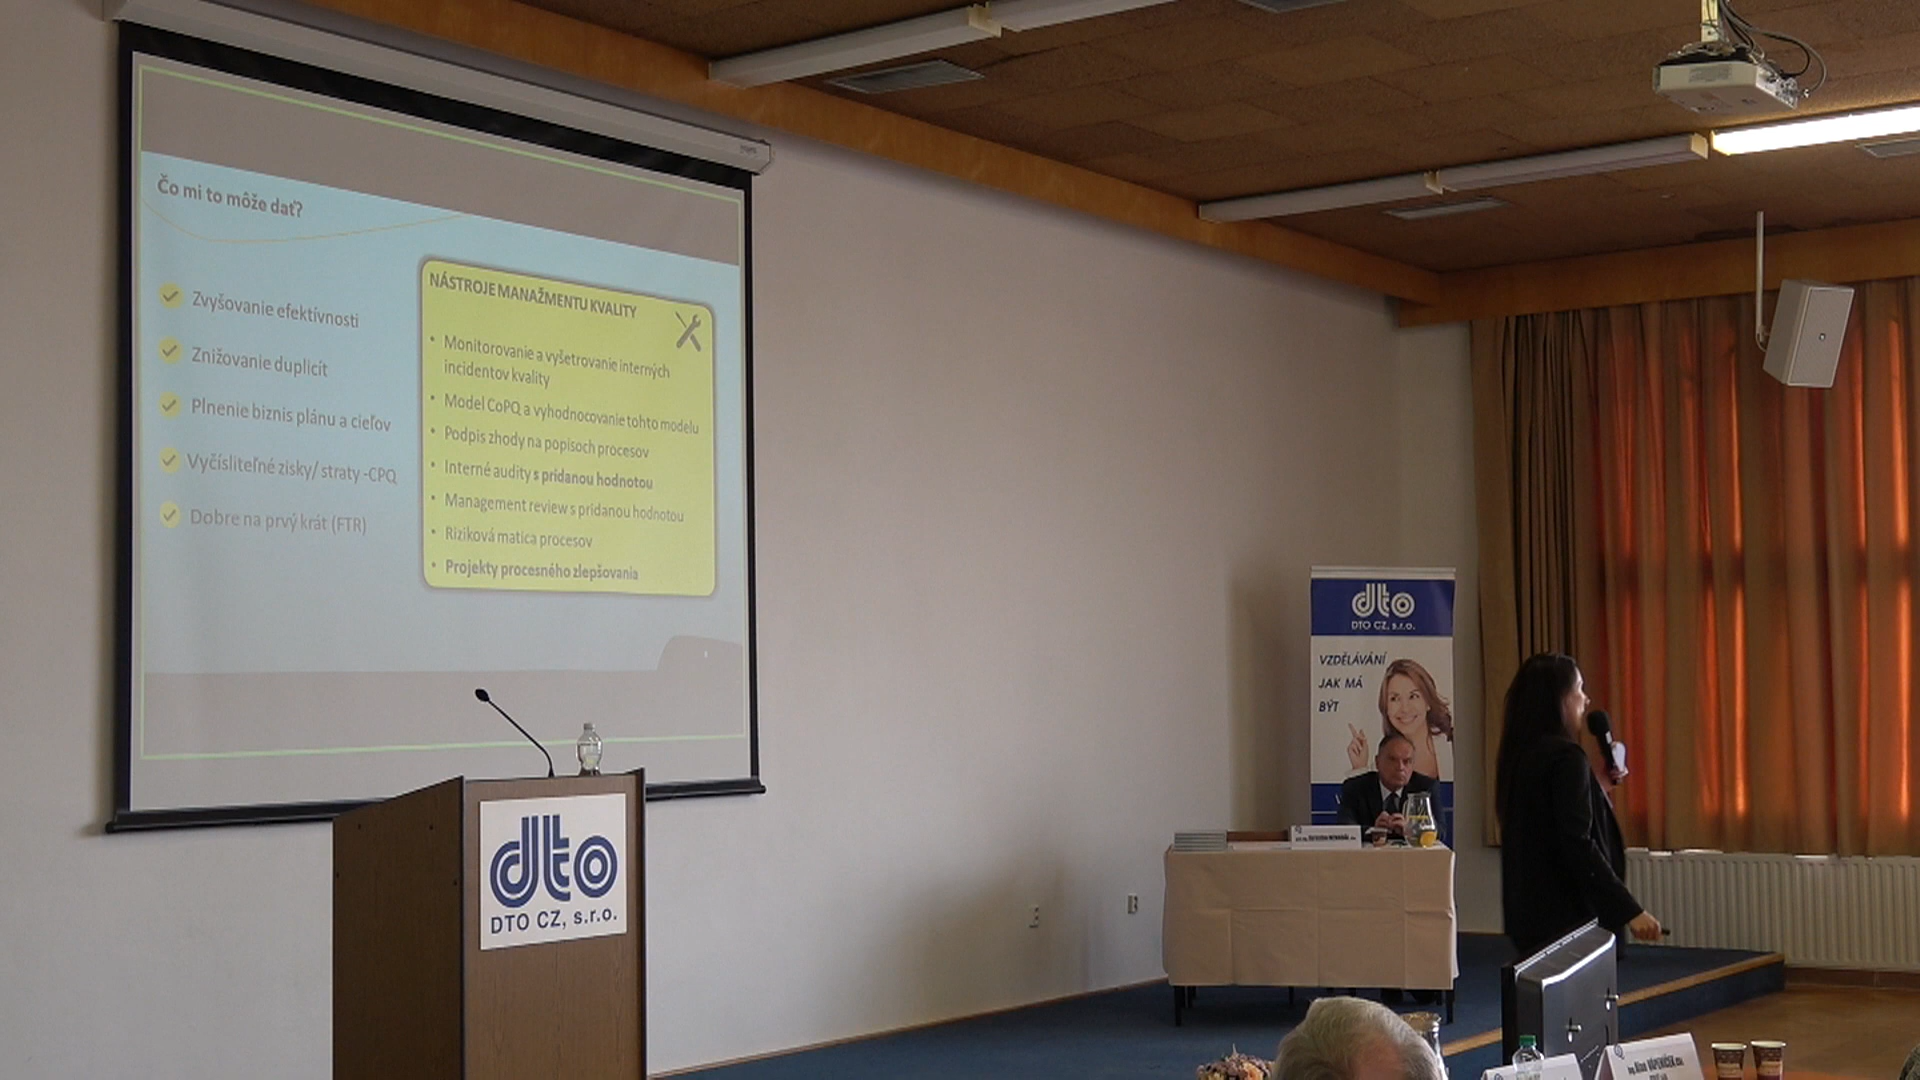 Čo mi to môže dať?
Zvyšovanie efektívnosti
Znižovanie duplicít
Plnenie biznis plánu a cieľov
Vyčísliteľné zisky/ straty -CPQ
Dobre na prvý krát (FTR)
NÁSTROJE MANAŽMENTU KVALITY
• Monitorovanie a vyšetrovanie interných
incidentov kvality
• Model CoPQ a vyhodnocovanie tohto modelu
• Podpis zhody na popisoch procesov
• Interné audity s pridanou hodnotou
• Management review s pridanou hodnotou
• Riziková matica procesov
• Projekty procesného zlepšovania
dto
DTO CZ, s.r.o.
dto
DTO CZ, s.r.o.
VZDĚLÁVÁNÍ
JAK MÁ
BÝT